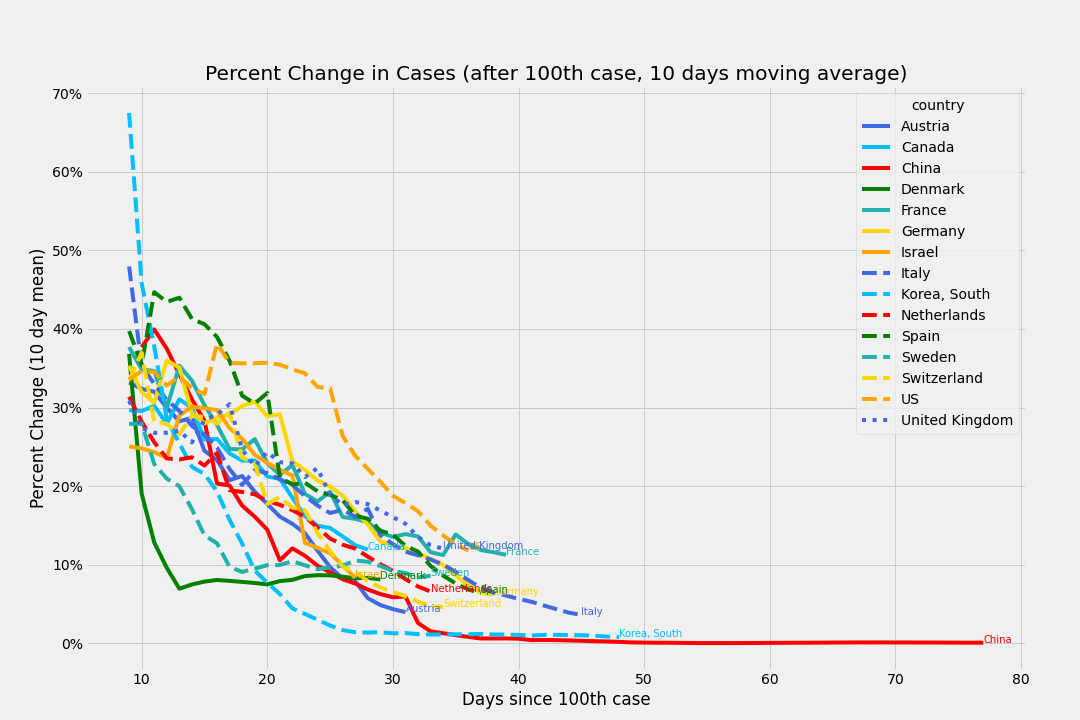 Percent Change in Cases (after 100th case, 10 days moving average)
70%
60%
50%
40%
30%
20%
10%
0%
Percent Change (10 day mean)
country
Austria
Canada
China
Denmark
France
Germany
Israel
Italy
Korea, South
Netherlands
Spain
Sweden
Switzerland
US
United Kingdom
Canada
United Kingdom
France
Israel
Denmark
Sweden
Netherlands
Spain
Germany
Switzerland
Austria
Italy
Korea, South
China
10 20 30 40 50 60 70 80
Days since 100th case